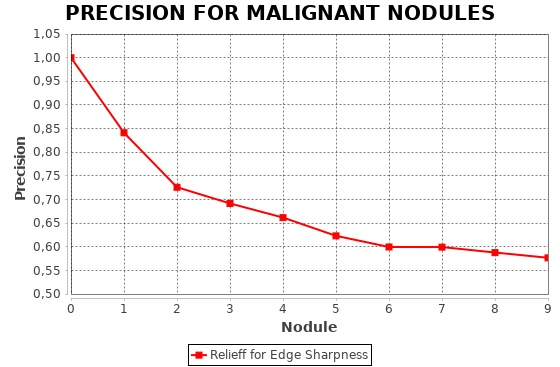 PRECISION FOR MALIGNANT NODULES
1,05
1,00
0,95
0,90
0,85
0,80
0,75
0,70
0,65
0,60
0,55
0,50
Precision
0 1 2 3 4 5 6 7 8 9
Nodule
Relieff for Edge Sharpness